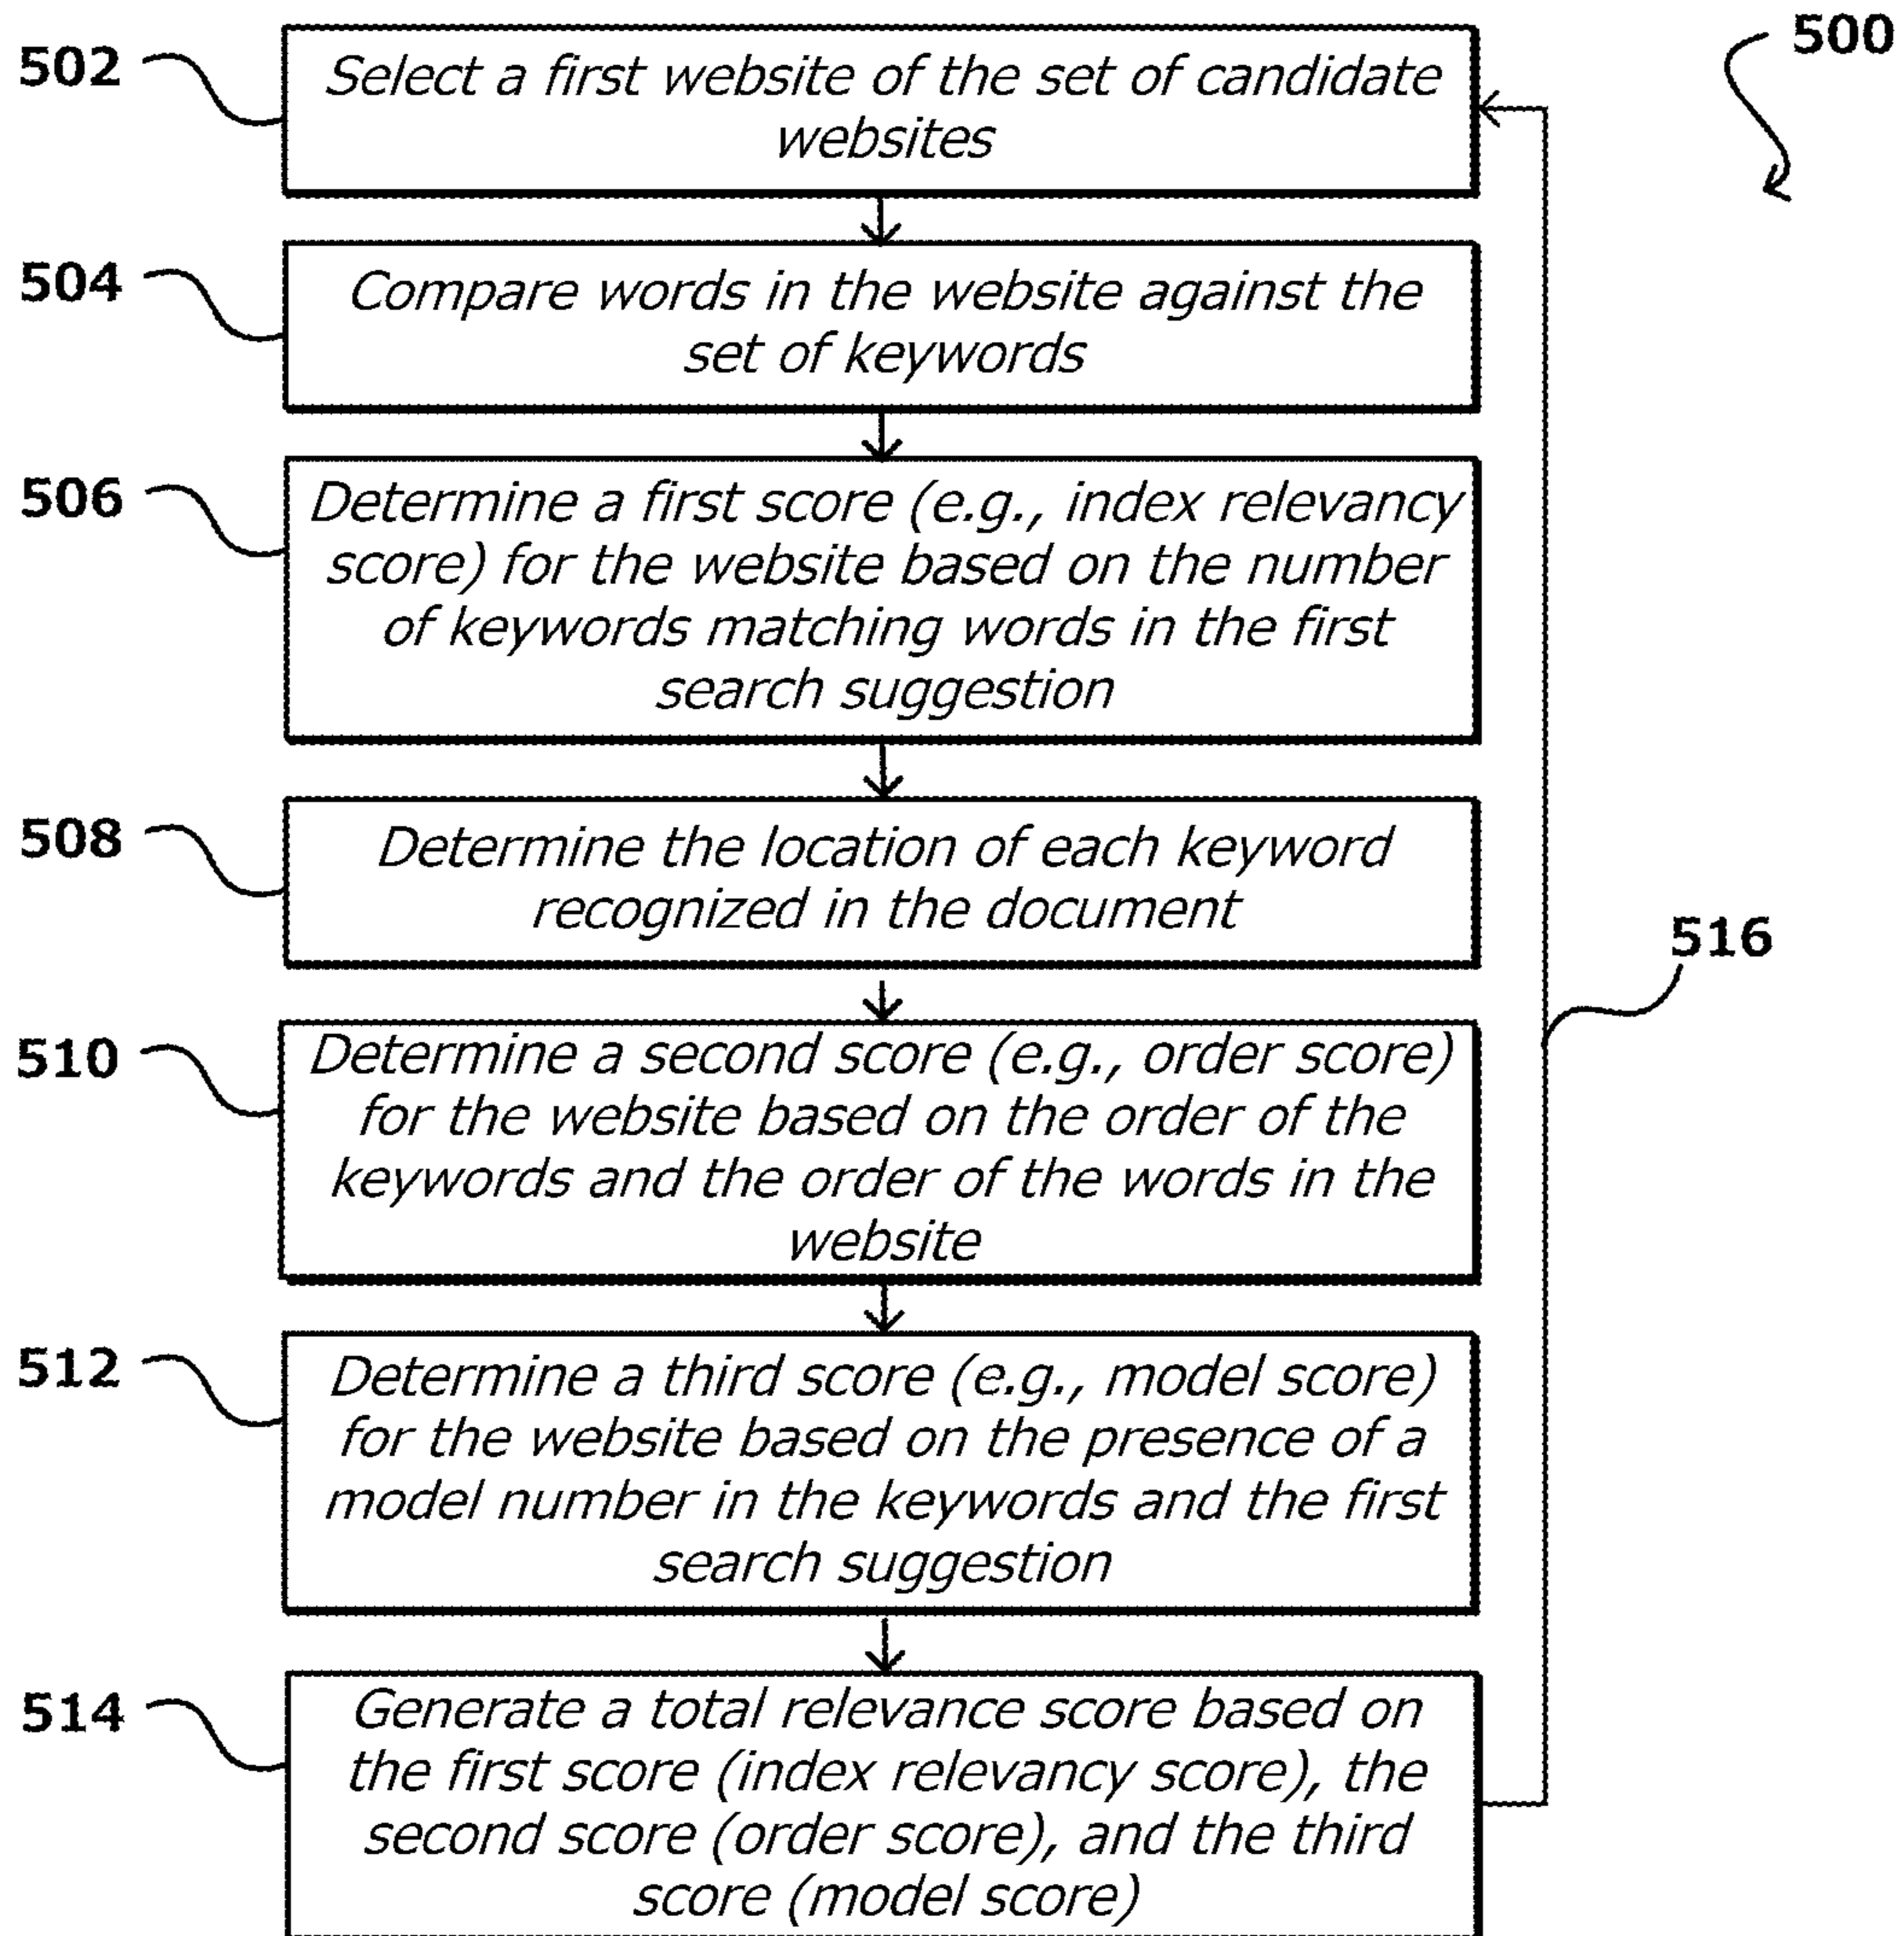 500
502
Select a first website of the set of candidate
websites
504
Compare words in the website against the
set of keywords
506
Determine a first score (e.g., index relevancy
score) for the website based on the number
of keywords matching words in the first
search suggestion
508
Determine the location of each keyword
recognized in the document
516
510
Determine a second score (e.g., order score)
for the website based on the order of the
keywords and the order of the words in the
website
512
Determine a third score (e.g., model score)
for the website based on the presence of a
model number in the keywords and the first
search suggestion
514
Generate a total relevance score based on
the first score (index relevancy score), the
second score (order score), and the third
score (model score)